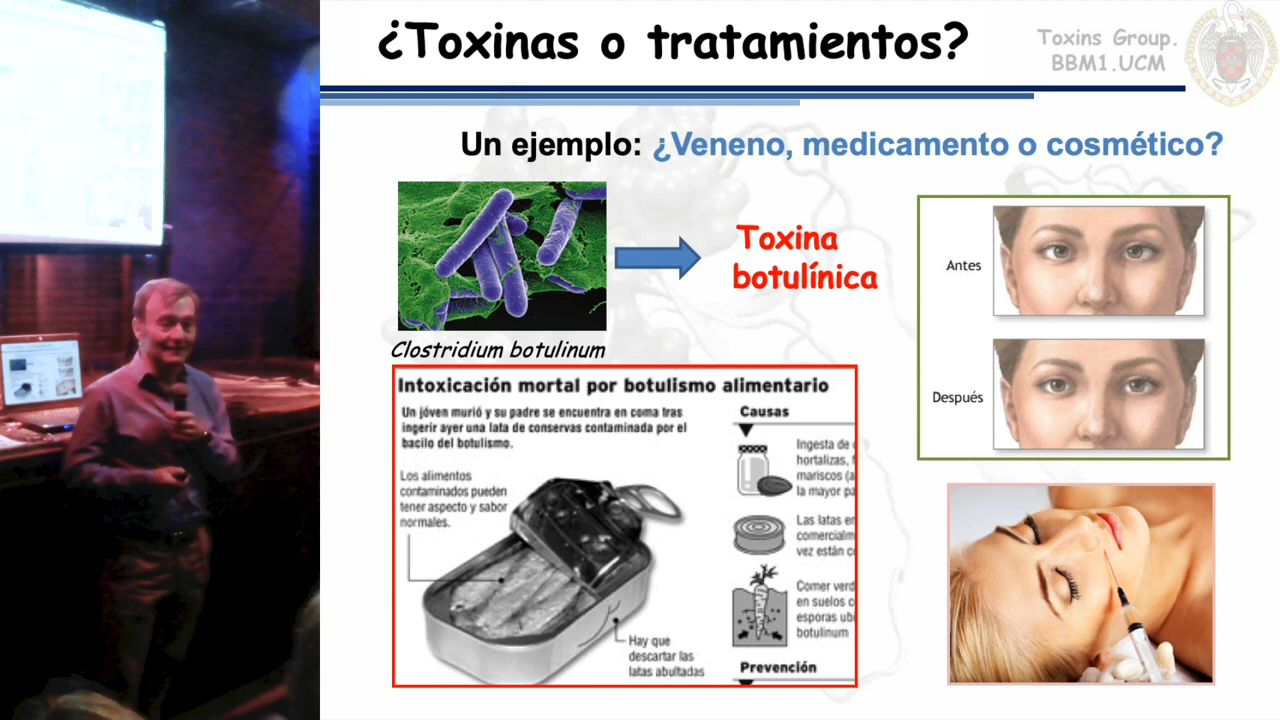 ¿Toxinas o tratamientos?
Toxins Group.
BBM1.UCM
Un ejemplo: ¿Veneno, medicamento o cosmético?
Toxina
botulínica
Clostridium botulinum
Antes
Después
Intoxicación mortal por botulismo alimentario
Un jóven murió y su padre se encuentra en coma tras
ingerir ayer una lata de conservas contaminada por el
bacilo del botulismo.
Los alimentos
contaminados pueden
tener aspecto y sabor
normales.
Hay que
descartar las
latas abultadas
Causas
Ingesta de
hortalizas,
mariscos (a
la mayor pa
Las latas en
comercialm
vez están c
Comer verd
en suelos c
esporas ubi
botulinum
Prevención